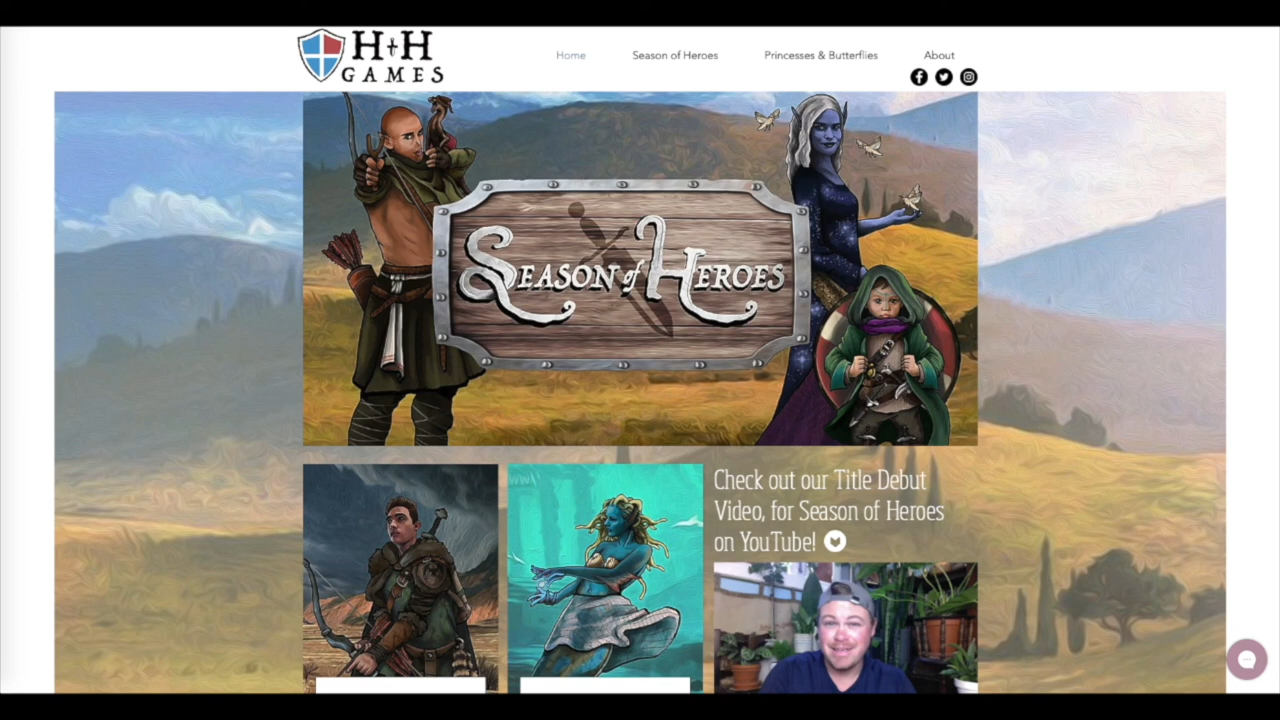 H+H
GAMES
Home
Season of Heroes
Princesses & Butterflies
About
SEASON of HEROES
Check out our Title Debut
Video, for Season of Heroes
on YouTube!